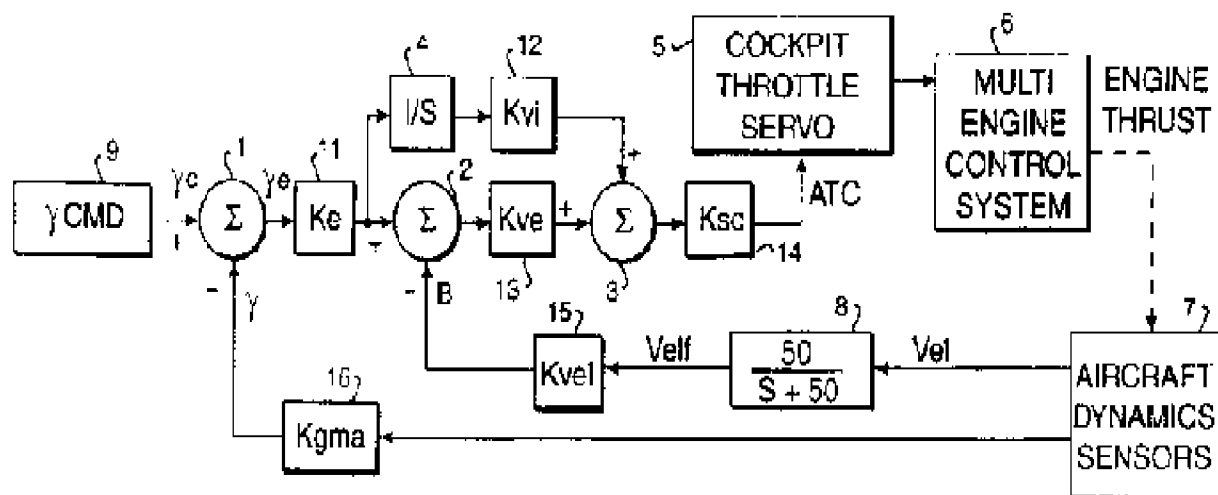 4
12
5
COCKPIT
THROTTLE
SERVO
6
MULTI
ENGINE
CONTROL
SYSTEM
ENGINE
THRUST
I/S
Kvi
9
γCMD
γc
+
1
Σ
γe
11
Ke
+
2
Σ
Kve
13
+
+
Σ
3
Ksc
14
ATC
-
γ
-
B
15
Kvel
Velf
8
50
S + 50
Vel
7
AIRCRAFT
DYNAMICS
SENSORS
16
Kgma